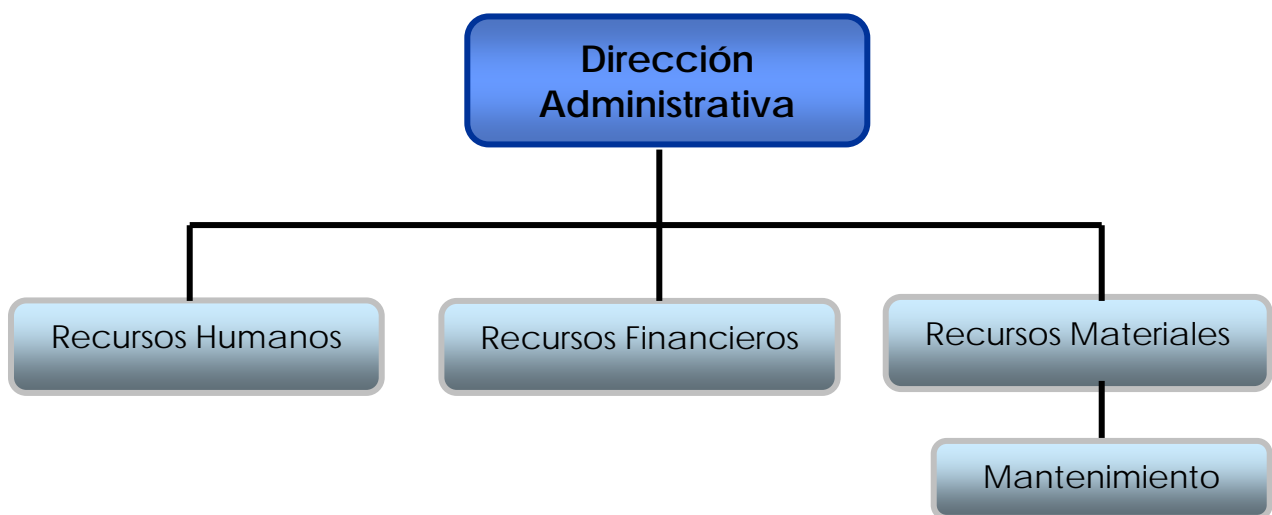 Dirección
Administrativa
Recursos Humanos
Recursos Financieros
Recursos Materiales
Mantenimiento